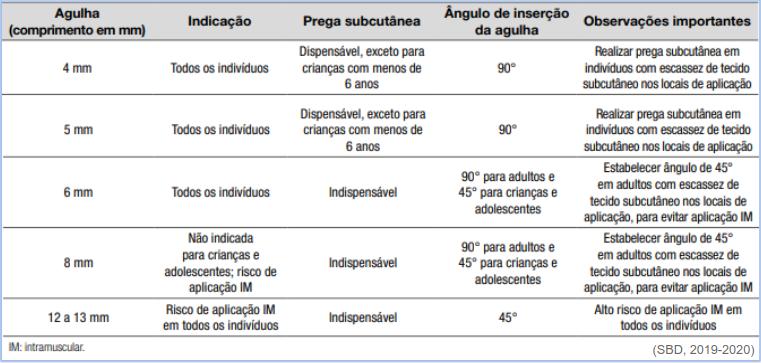 Agulha
(comprimento em mm)
Indicação
Prega subcutânea
Ângulo de inserção
da agulha
Observações importantes
4 mm
Todos os indivíduos
Dispensável, exceto para
crianças com menos de
6 anos
90°
Realizar prega subcutânea em
indivíduos com escassez de tecido
subcutâneo nos locais de aplicação
5 mm
Todos os indivíduos
Dispensável, exceto para
crianças com menos de
6 anos
90°
Realizar prega subcutânea em
indivíduos com escassez de tecido
subcutâneo nos locais de aplicação
6 mm
Todos os indivíduos
Indispensável
90° para adultos e
45° para crianças e
adolescentes
Estabelecer ângulo de 45°
em adultos com escassez de
tecido subcutâneo nos locais de
aplicação, para evitar aplicação IM
8 mm
Não indicada
para crianças e
adolescentes; risco de
aplicação IM
Indispensável
90° para adultos e
45° para crianças e
adolescentes
Estabelecer ângulo de 45°
em adultos com escassez de
tecido subcutâneo nos locais de
aplicação, para evitar aplicação IM
12 a 13 mm
Risco de aplicação IM
em todos os indivíduos
Indispensável
45°
Alto risco de aplicação IM em
todos os indivíduos
IM: intramuscular.
(SBD, 2019-2020)